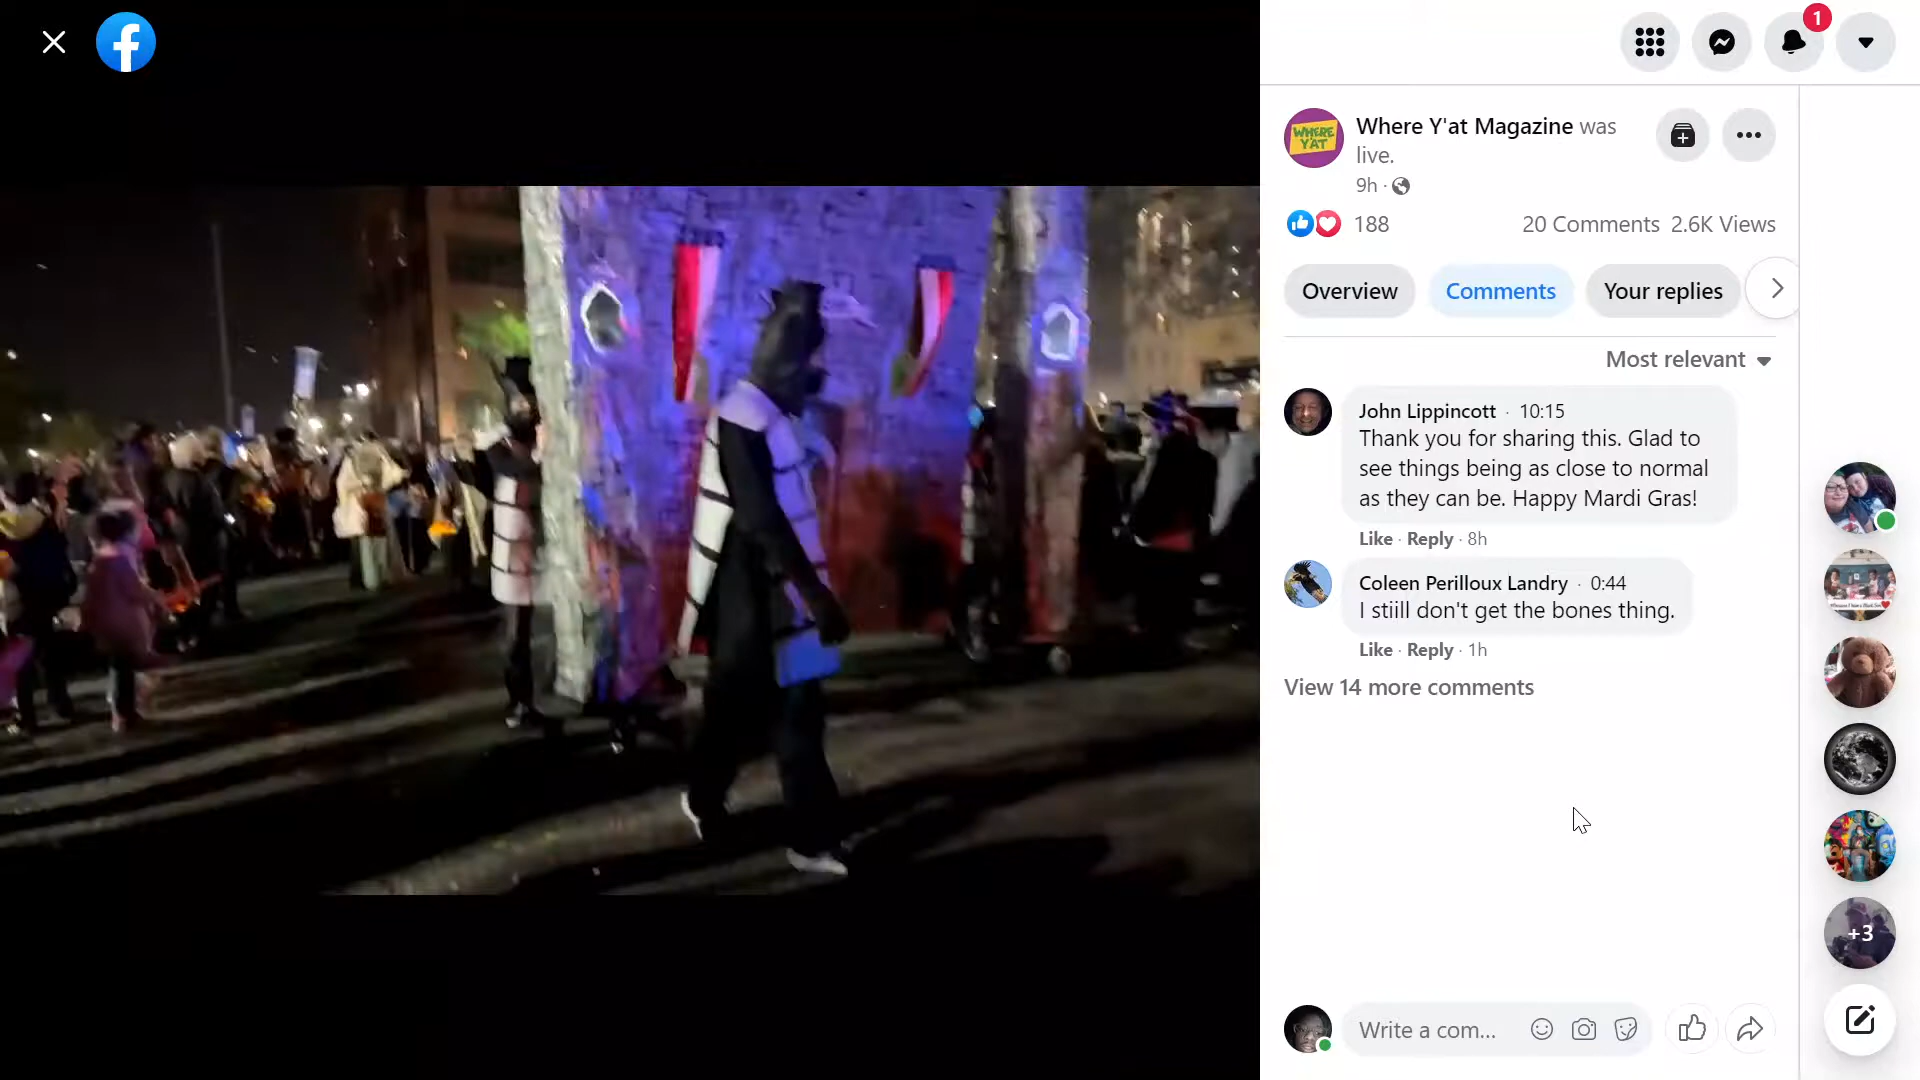 1
WHERE
Y'AT
Where Y'at Magazine was
live.
9h ·
188
20 Comments 2.6K Views
Overview
Comments
Your replies
Most relevant
John Lippincott · 10:15
Thank you for sharing this. Glad to
see things being as close to normal
as they can be. Happy Mardi Gras!
Like · Reply · 8h
Coleen Perilloux Landry · 0:44
I stiill don't get the bones thing.
Like · Reply · 1h
View 14 more comments
+3
Write a com...